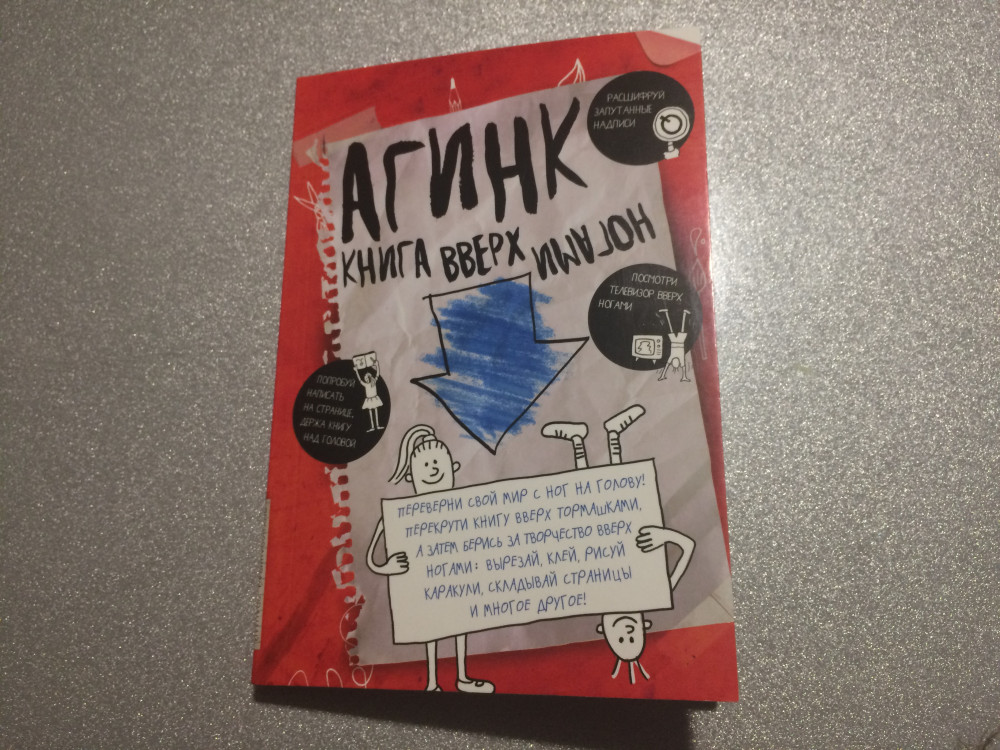 РАСШИФРУЙ
ЗАПУТАННЫЕ
НАДПИСИ
АГИНК
КНИГА ВВЕРХ НОГАМИ
ПОСМОТРИ
ТЕЛЕВИЗОР ВВЕРХ
НОГАМИ
ПОПРОБУЙ
НАПИСАТЬ
НА СТРАНИЦЕ,
ДЕРЖА КНИГУ
НАД ГОЛОВОЙ
ПЕРЕВЕРНИ СВОЙ МИР С НОГ НА ГОЛОВУ!
ПЕРЕКРУТИ КНИГУ ВВЕРХ ТОРМАШКАМИ,
А ЗАТЕМ БЕРИСЬ ЗА ТВОРЧЕСТВО ВВЕРХ
НОГАМИ: ВЫРЕЗАЙ, КЛЕЙ, РИСУЙ
КАРАКУЛИ, СКЛАДЫВАЙ СТРАНИЦЫ
И МНОГОЕ ДРУГОЕ!